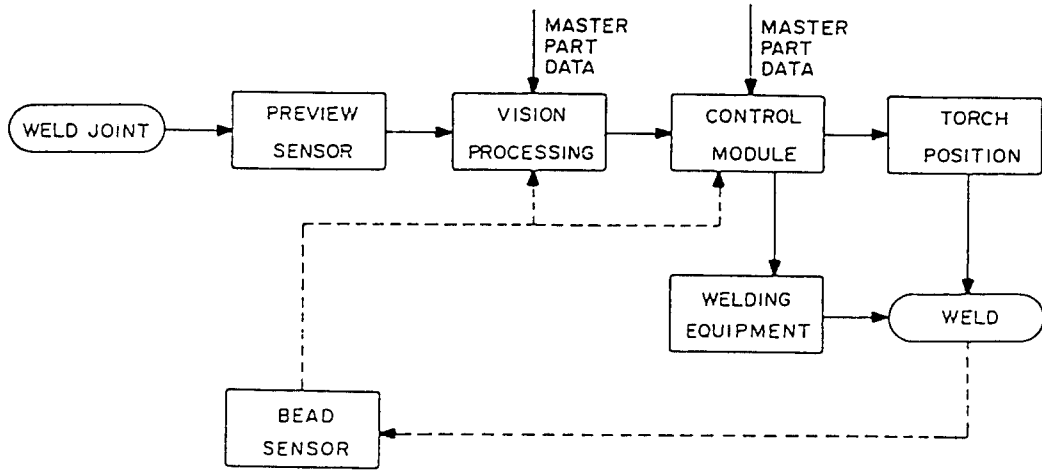 MASTER
PART
DATA
MASTER
PART
DATA
WELD JOINT
PREVIEW
SENSOR
VISION
PROCESSING
CONTROL
MODULE
TORCH
POSITION
WELDING
EQUIPMENT
WELD
BEAD
SENSOR